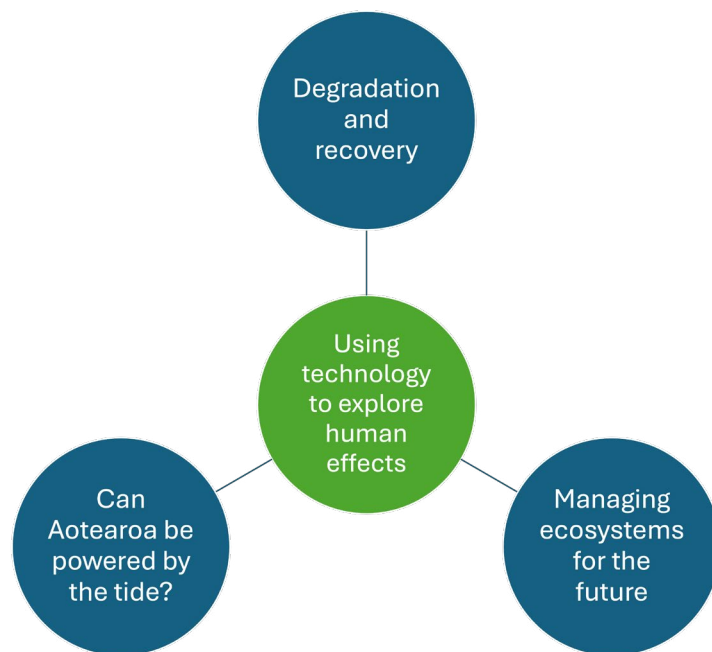 Degradation
and
recovery
Using
technology
to explore
human
effects
Can
Aotearoa be
powered by
the tide?
Managing
ecosystems
for the
future